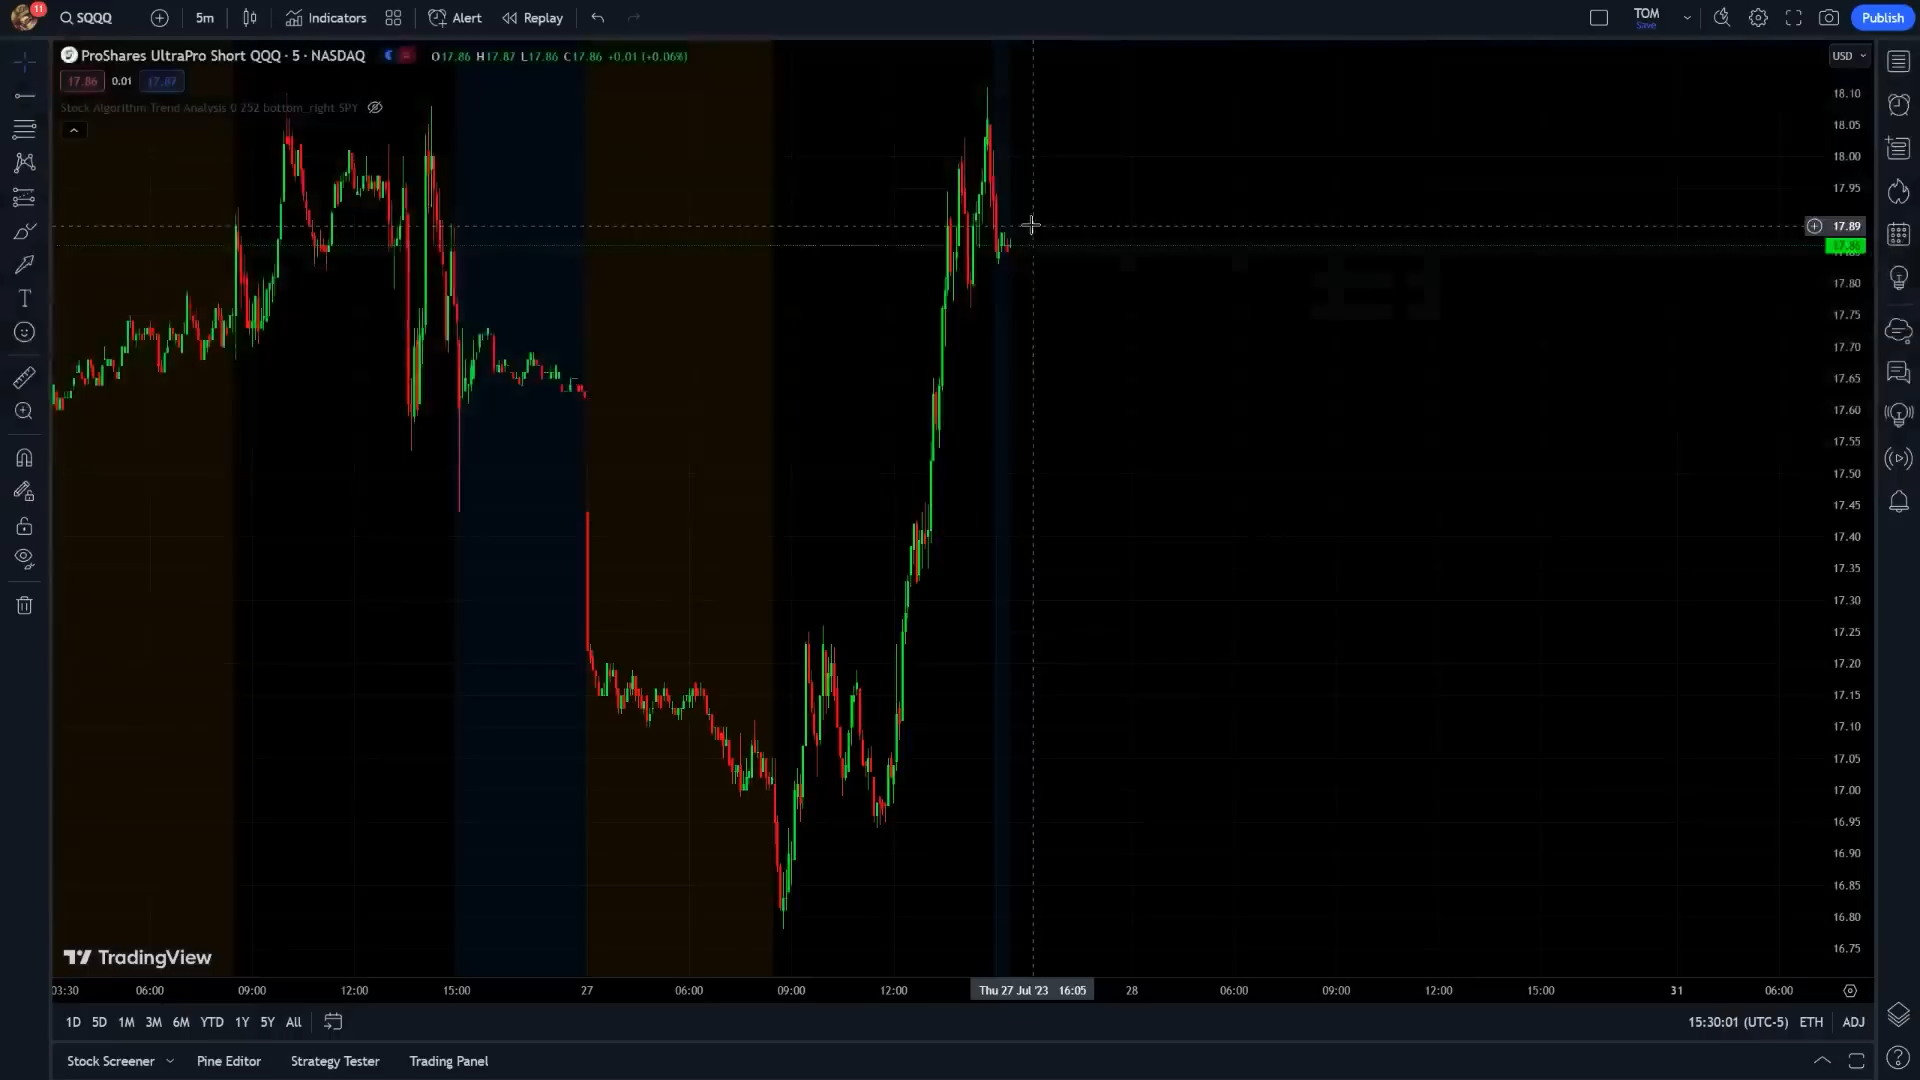 11
SQQQ
5m
Indicators
Alert
Replay
TOM
Save
Publish
ProShares UltraPro Short QQQ · 5 · NASDAQ
O17.86 H17.87 L17.86 C17.86 +0.01 (+0.06%)
17.86 0.01 17.87
Stock Algorithm Trend Analysis 0 252 bottom_right SPY
USD
18.10
18.05
18.00
17.95
17.89
17.86
17.80
17.75
17.70
17.65
17.60
17.55
17.50
17.45
17.40
17.35
17.30
17.25
17.20
17.15
17.10
17.05
17.00
16.95
16.90
16.85
16.80
16.75
TradingView
03:30 06:00 09:00 12:00 15:00 27 06:00 09:00 12:00 Thu 27 Jul '23 16:05 28 06:00 09:00 12:00 15:00 31 06:00
1D 5D 1M 3M 6M YTD 1Y 5Y All
15:30:01 (UTC-5) ETH ADJ
Stock Screener Pine Editor Strategy Tester Trading Panel